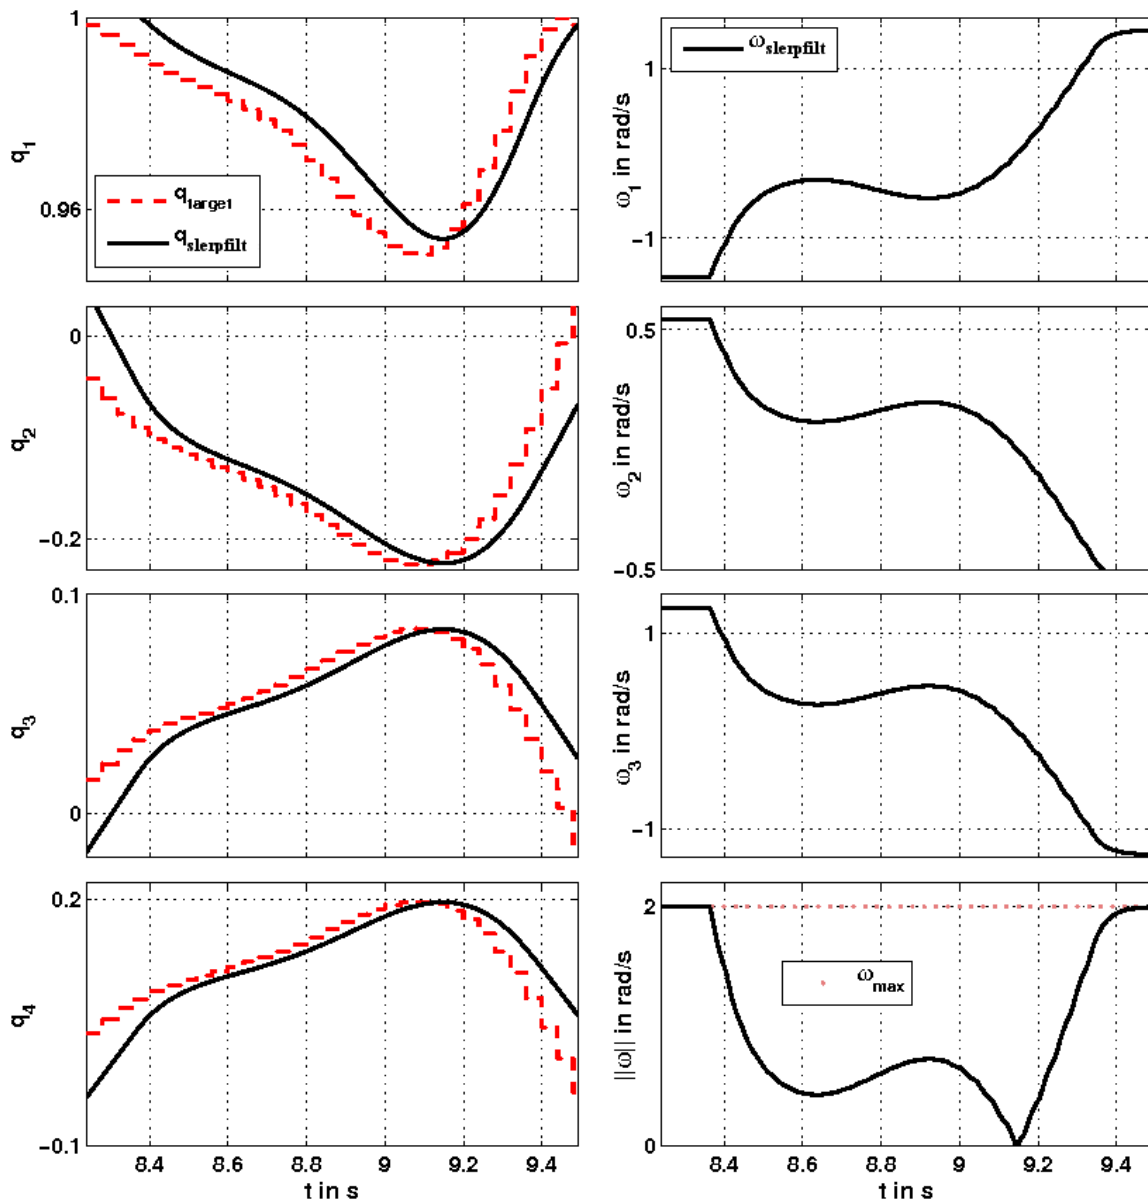 1
0.96
q1
qtarget
qslerpfilt
0
−0.2
q2
0.1
0
q3
0.2
−0.1
q4
8.4 8.6 8.8 9 9.2 9.4
t in s
1
−1
ω1 in rad/s
ωslerpfilt
0.5
−0.5
ω2 in rad/s
1
−1
ω3 in rad/s
2
0
||ω|| in rad/s
ωmax
8.4 8.6 8.8 9 9.2 9.4
t in s